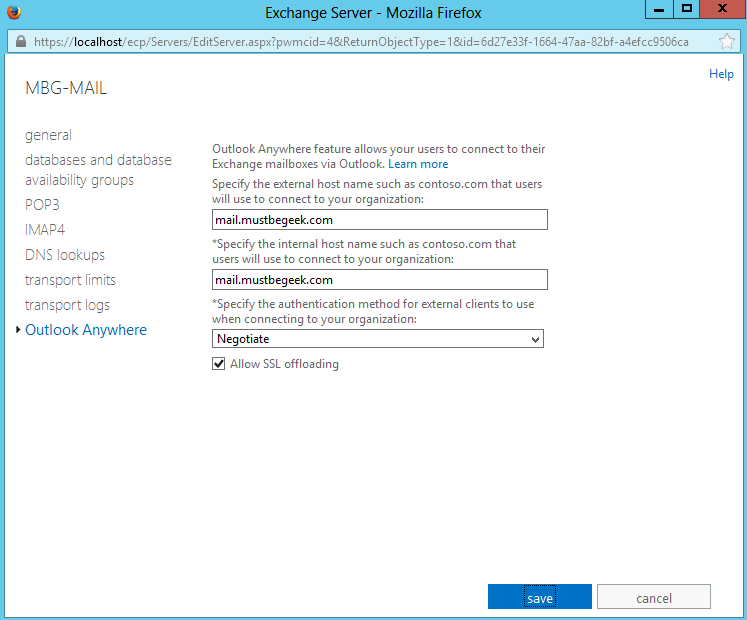 Exchange Server - Mozilla Firefox
https://localhost/ecp/Servers/EditServer.aspx?pwmcid=4&ReturnObjectType=1&id=6d27e33f-1664-47aa-82bf-a4efcc9506ca
Help
MBG-MAIL
general
databases and database
availability groups
POP3
IMAP4
DNS lookups
transport limits
transport logs
Outlook Anywhere
Outlook Anywhere feature allows your users to connect to their
Exchange mailboxes via Outlook. Learn more
Specify the external host name such as contoso.com that users
will use to connect to your organization:
mail.mustbegeek.com
*Specify the internal host name such as contoso.com that
users will use to connect to your organization:
mail.mustbegeek.com
*Specify the authentication method for external clients to use
when connecting to your organization:
Negotiate
Allow SSL offloading
save
cancel